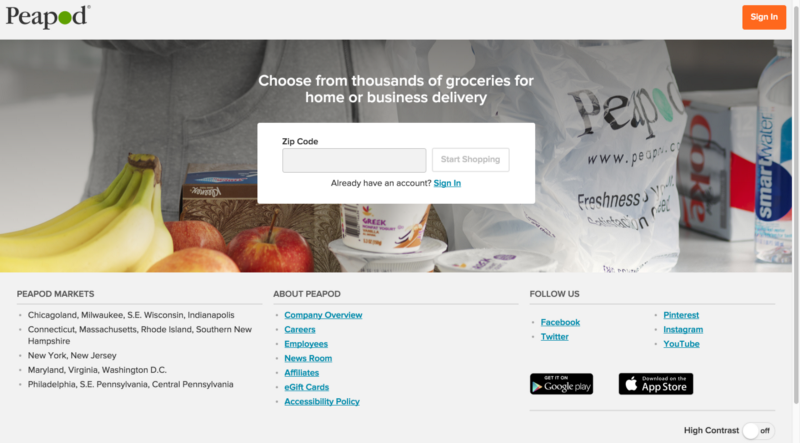 Peapod®
Sign In
Choose from thousands of groceries for
home or business delivery
Zip Code
Start Shopping
Already have an account? Sign In
Kleenex
GREEK
Peapod
www.peapod.
Freshness
smartwater
PEAPOD MARKETS
Chicagoland, Milwaukee, S.E. Wisconsin, Indianapolis
Connecticut, Massachusetts, Rhode Island, Southern New
Hampshire
New York, New Jersey
Maryland, Virginia, Washington D.C.
Philadelphia, S.E. Pennsylvania, Central Pennsylvania
ABOUT PEAPOD
Company Overview
Careers
Employees
News Room
Affiliates
eGift Cards
Accessibility Policy
FOLLOW US
Facebook
Twitter
Pinterest
Instagram
YouTube
GET IT ON
Google play
Download on the
App Store
High Contrast off